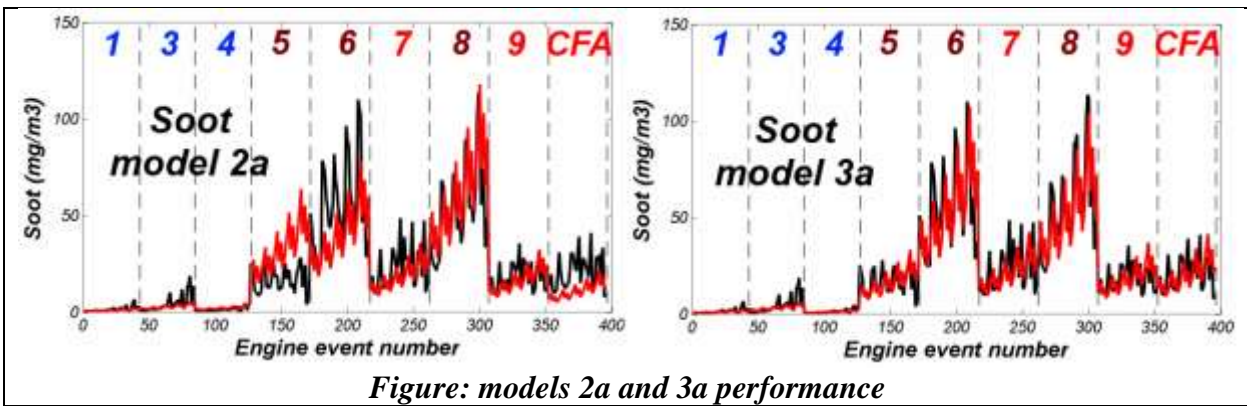 150
1 3 4 5 6 7 8 9 CFA
Soot
model 2a
100
50
0
Soot (mg/m3)
0 50 100 150 200 250 300 350 400
Engine event number
150
1 3 4 5 6 7 8 9 CFA
Soot
model 3a
100
50
0
Soot (mg/m3)
0 50 100 150 200 250 300 350 400
Engine event number
Figure: models 2a and 3a performance